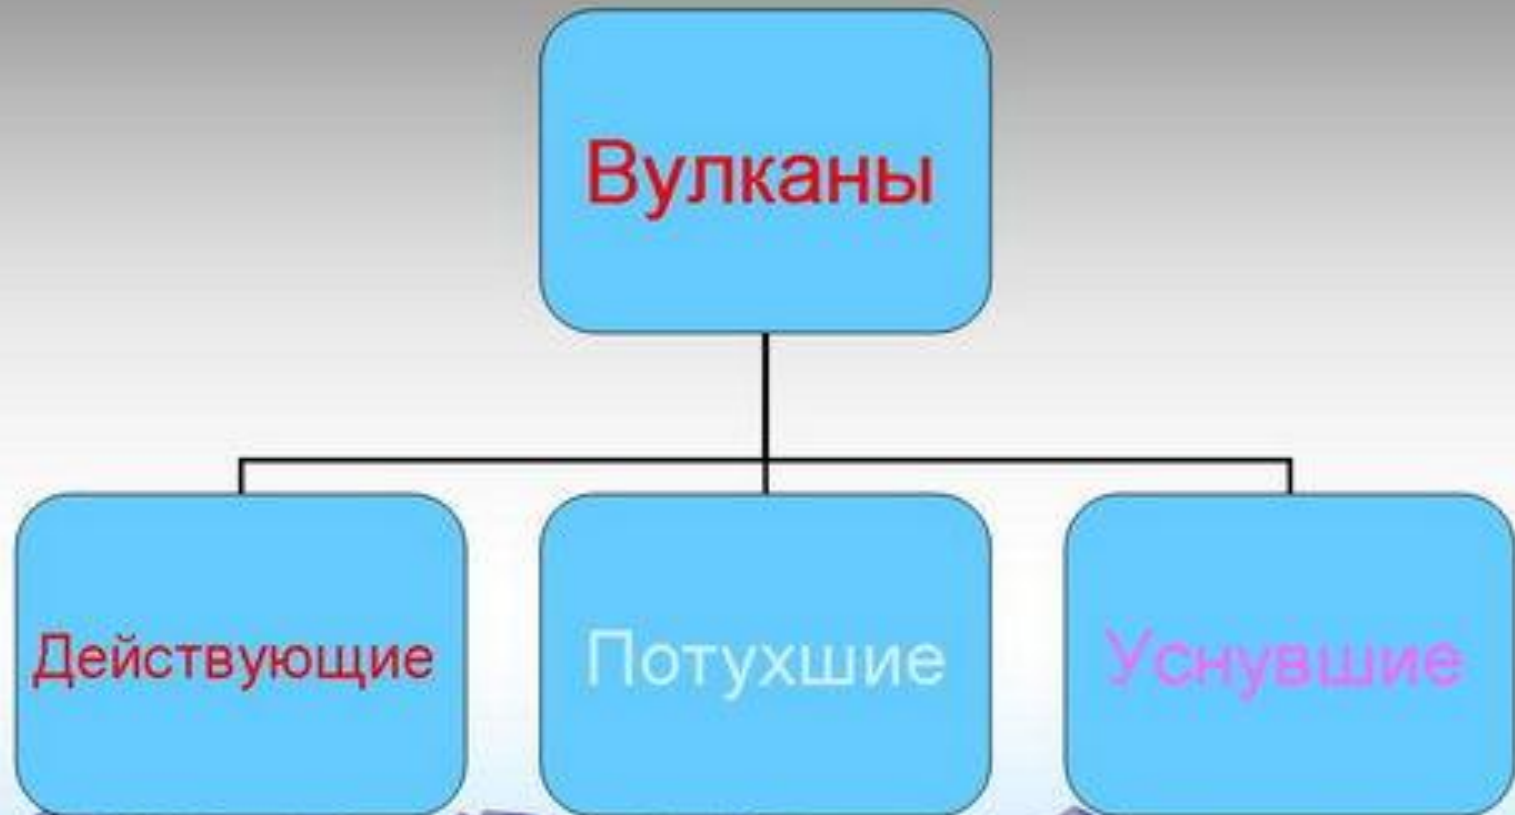 Вулканы
Действующие
Потухшие
Уснувшие